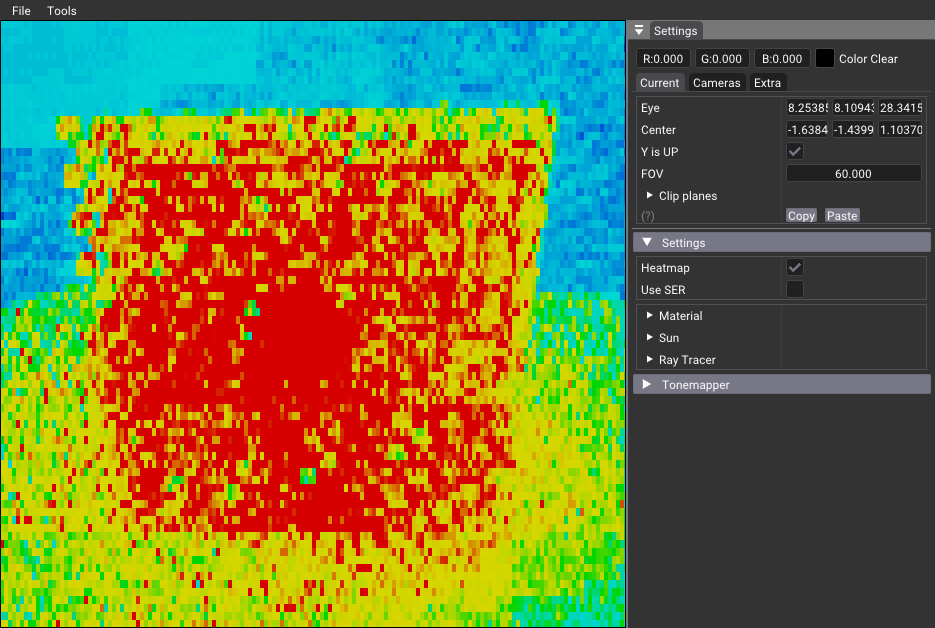 File Tools
Settings
R:0.000 G:0.000 B:0.000 Color Clear
Current Cameras Extra
Eye 8.2538 8.1094 28.3415
Center -1.6384 -1.4399 1.10370
Y is UP
FOV 60.000
Clip planes
(?) Copy Paste
Settings
Heatmap
Use SER
Material
Sun
Ray Tracer
Tonemapper